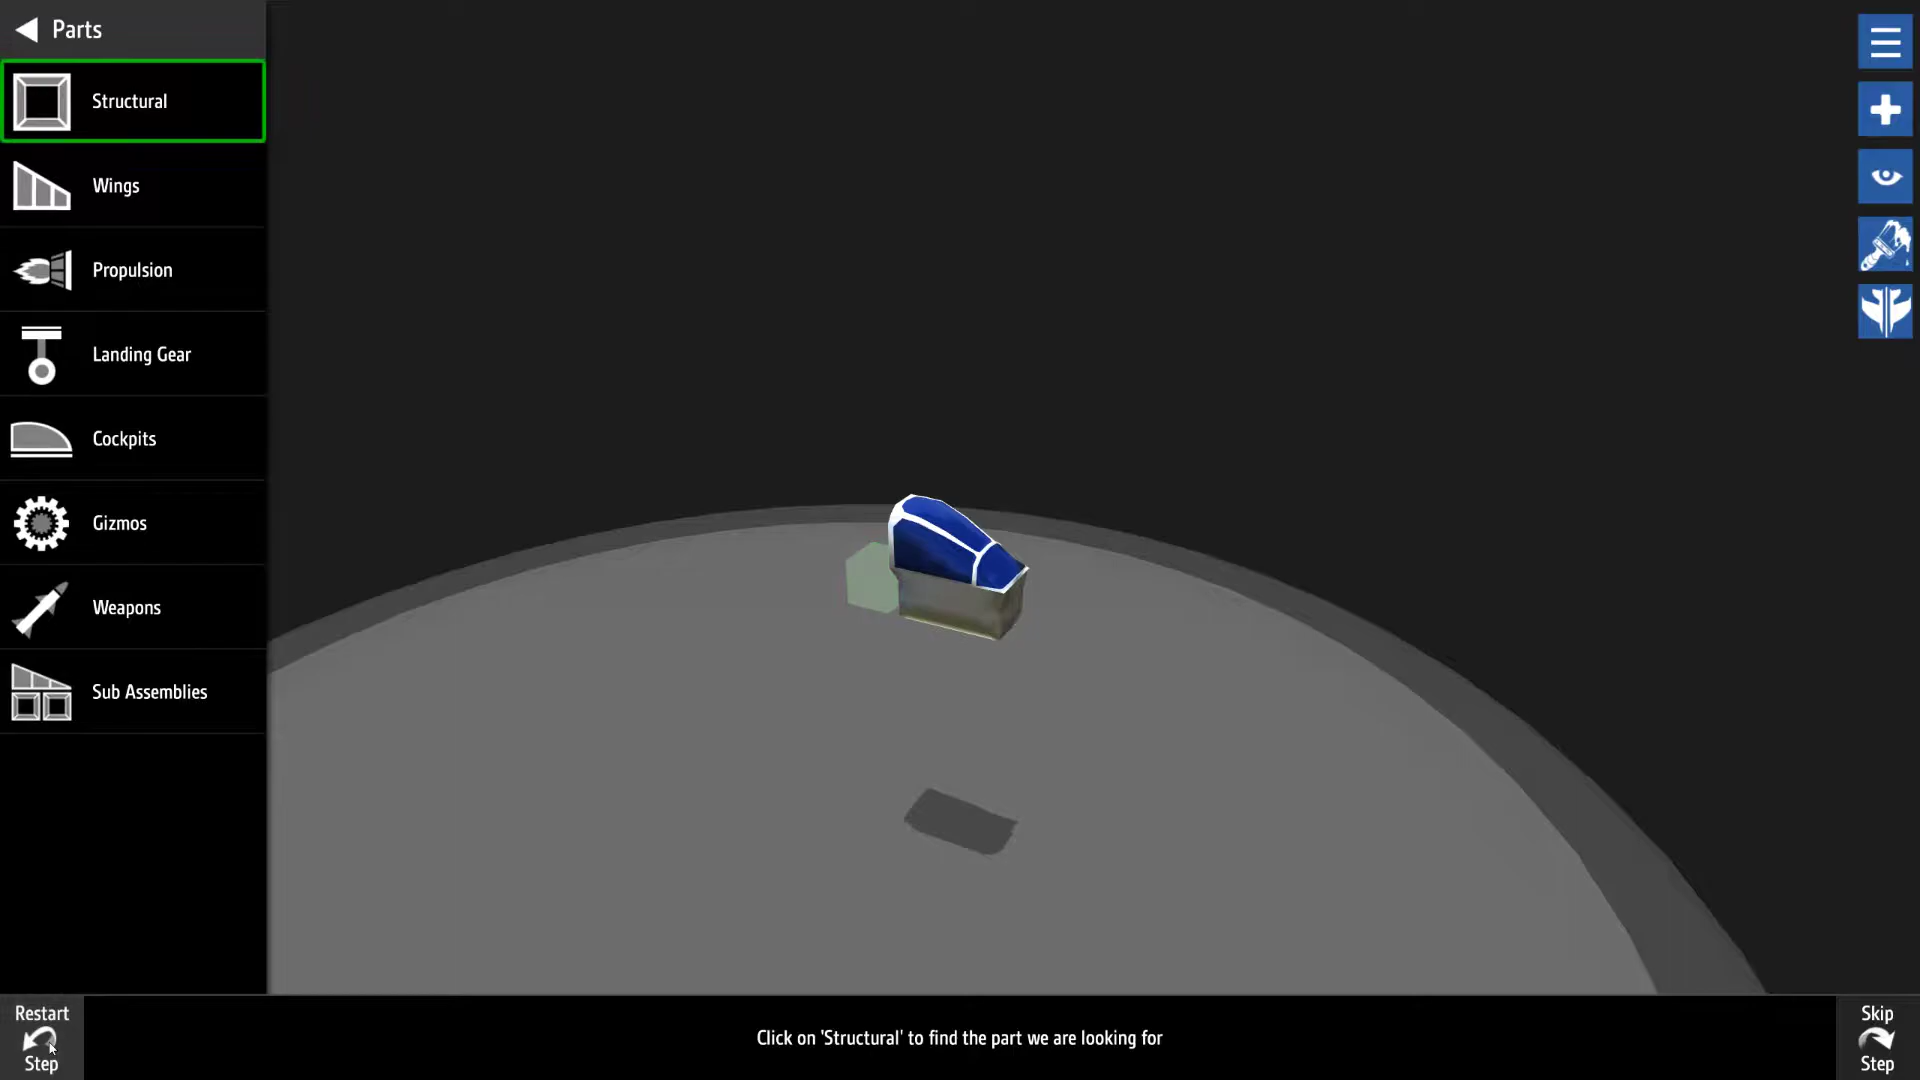 Parts
Structural
Wings
Propulsion
Landing Gear
Cockpits
Gizmos
Weapons
Sub Assemblies
Restart
Step
Click on 'Structural' to find the part we are looking for
Skip
Step